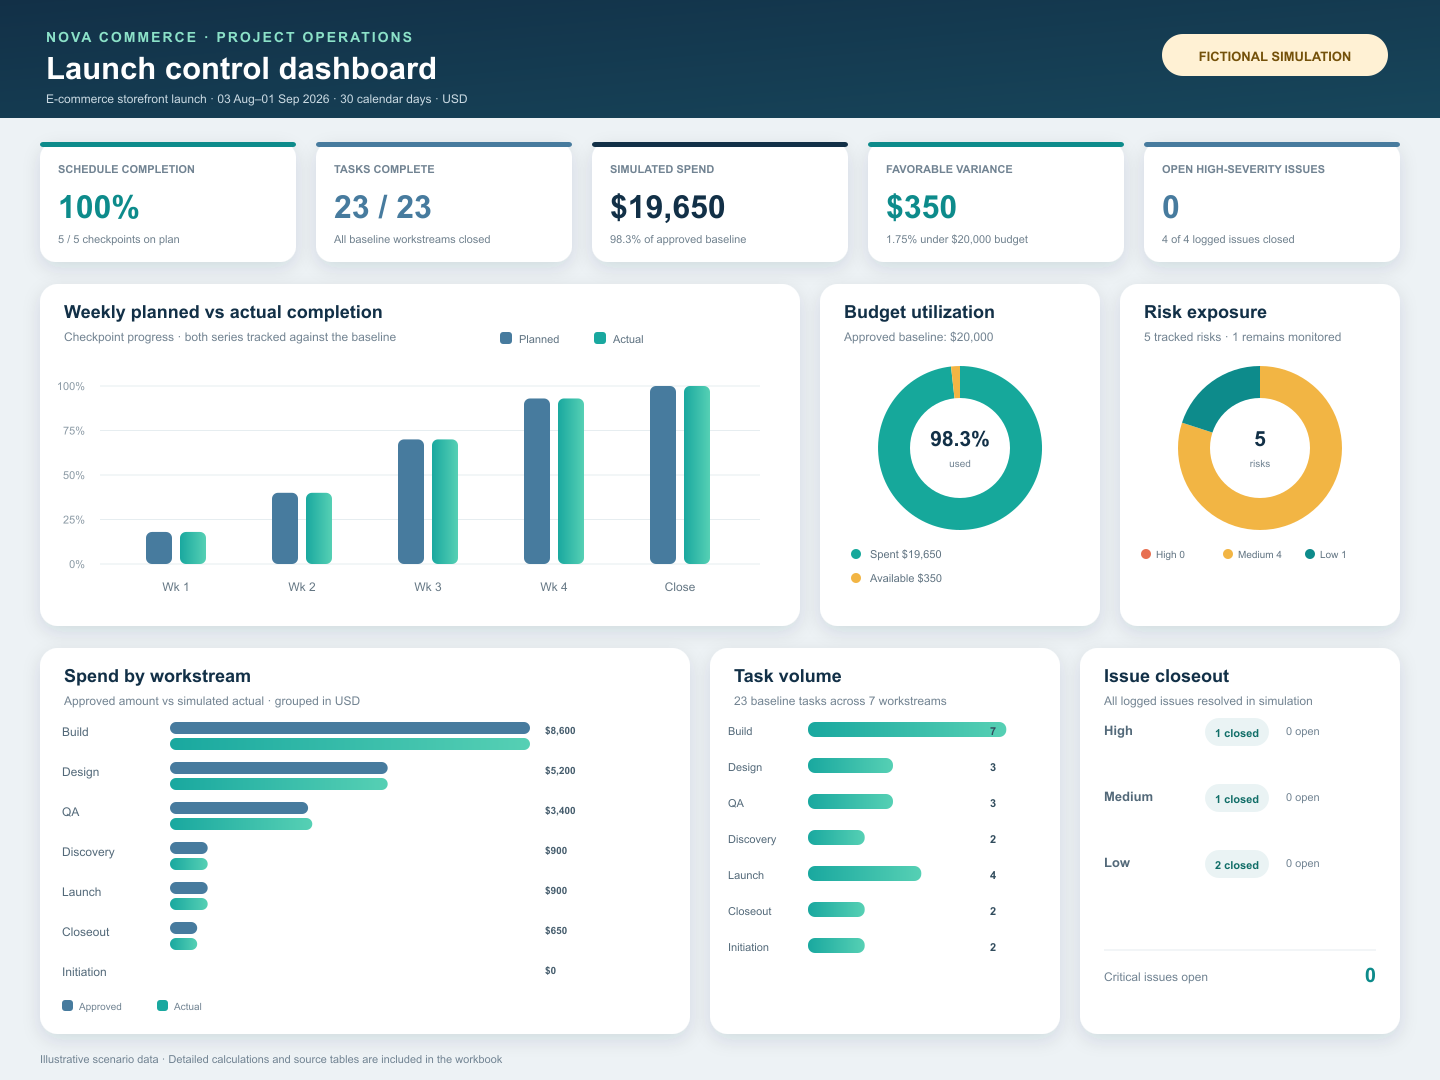 NOVA COMMERCE · PROJECT OPERATIONS
Launch control dashboard
E-commerce storefront launch · 03 Aug–01 Sep 2026 · 30 calendar days · USD
FICTIONAL SIMULATION
SCHEDULE COMPLETION
100%
5 / 5 checkpoints on plan
TASKS COMPLETE
23 / 23
All baseline workstreams closed
SIMULATED SPEND
$19,650
98.3% of approved baseline
FAVORABLE VARIANCE
$350
1.75% under $20,000 budget
OPEN HIGH-SEVERITY ISSUES
0
4 of 4 logged issues closed
Weekly planned vs actual completion
Checkpoint progress · both series tracked against the baseline
Planned
Actual
100%
75%
50%
25%
0%
Wk 1
Wk 2
Wk 3
Wk 4
Close
Budget utilization
Approved baseline: $20,000
98.3%
used
Spent $19,650
Available $350
Risk exposure
5 tracked risks · 1 remains monitored
5
risks
High 0
Medium 4
Low 1
Spend by workstream
Approved amount vs simulated actual · grouped in USD
Build $8,600
Design $5,200
QA $3,400
Discovery $900
Launch $900
Closeout $650
Initiation $0
Approved
Actual
Task volume
23 baseline tasks across 7 workstreams
Build 7
Design 3
QA 3
Discovery 2
Launch 4
Closeout 2
Initiation 2
Issue closeout
All logged issues resolved in simulation
High 1 closed 0 open
Medium 1 closed 0 open
Low 2 closed 0 open
Critical issues open 0
Illustrative scenario data · Detailed calculations and source tables are included in the workbook